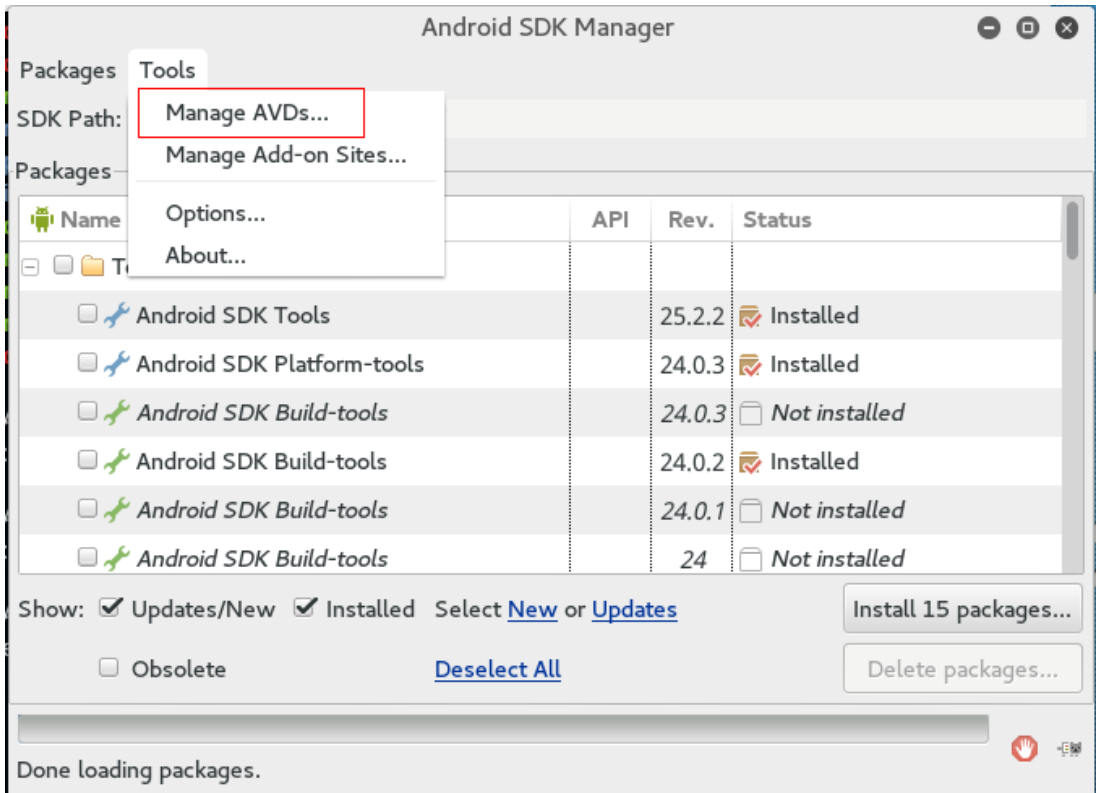 Android SDK Manager
Packages Tools
Manage AVDs...
SDK Path:
Manage Add-on Sites...
Packages
Options...
Name API Rev. Status
About...
Android SDK Tools 25.2.2 Installed
Android SDK Platform-tools 24.0.3 Installed
Android SDK Build-tools 24.0.3 Not installed
Android SDK Build-tools 24.0.2 Installed
Android SDK Build-tools 24.0.1 Not installed
Android SDK Build-tools 24 Not installed
Show: Updates/New Installed Select New or Updates Install 15 packages...
Obsolete Deselect All Delete packages...
Done loading packages.